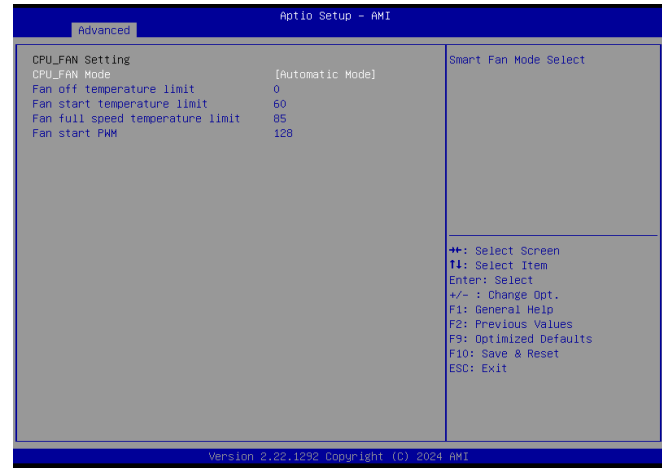 Aptio Setup – AMI
Advanced
CPU_FAN Setting
CPU_FAN Mode [Automatic Mode]
Fan off temperature limit 0
Fan start temperature limit 60
Fan full speed temperature limit 85
Fan start PWM 128
Smart Fan Mode Select
→←: Select Screen
↑↓: Select Item
Enter: Select
+/- : Change Opt.
F1: General Help
F2: Previous Values
F9: Optimized Defaults
F10: Save & Reset
ESC: Exit
Version 2.22.1292 Copyright (C) 2024 AMI